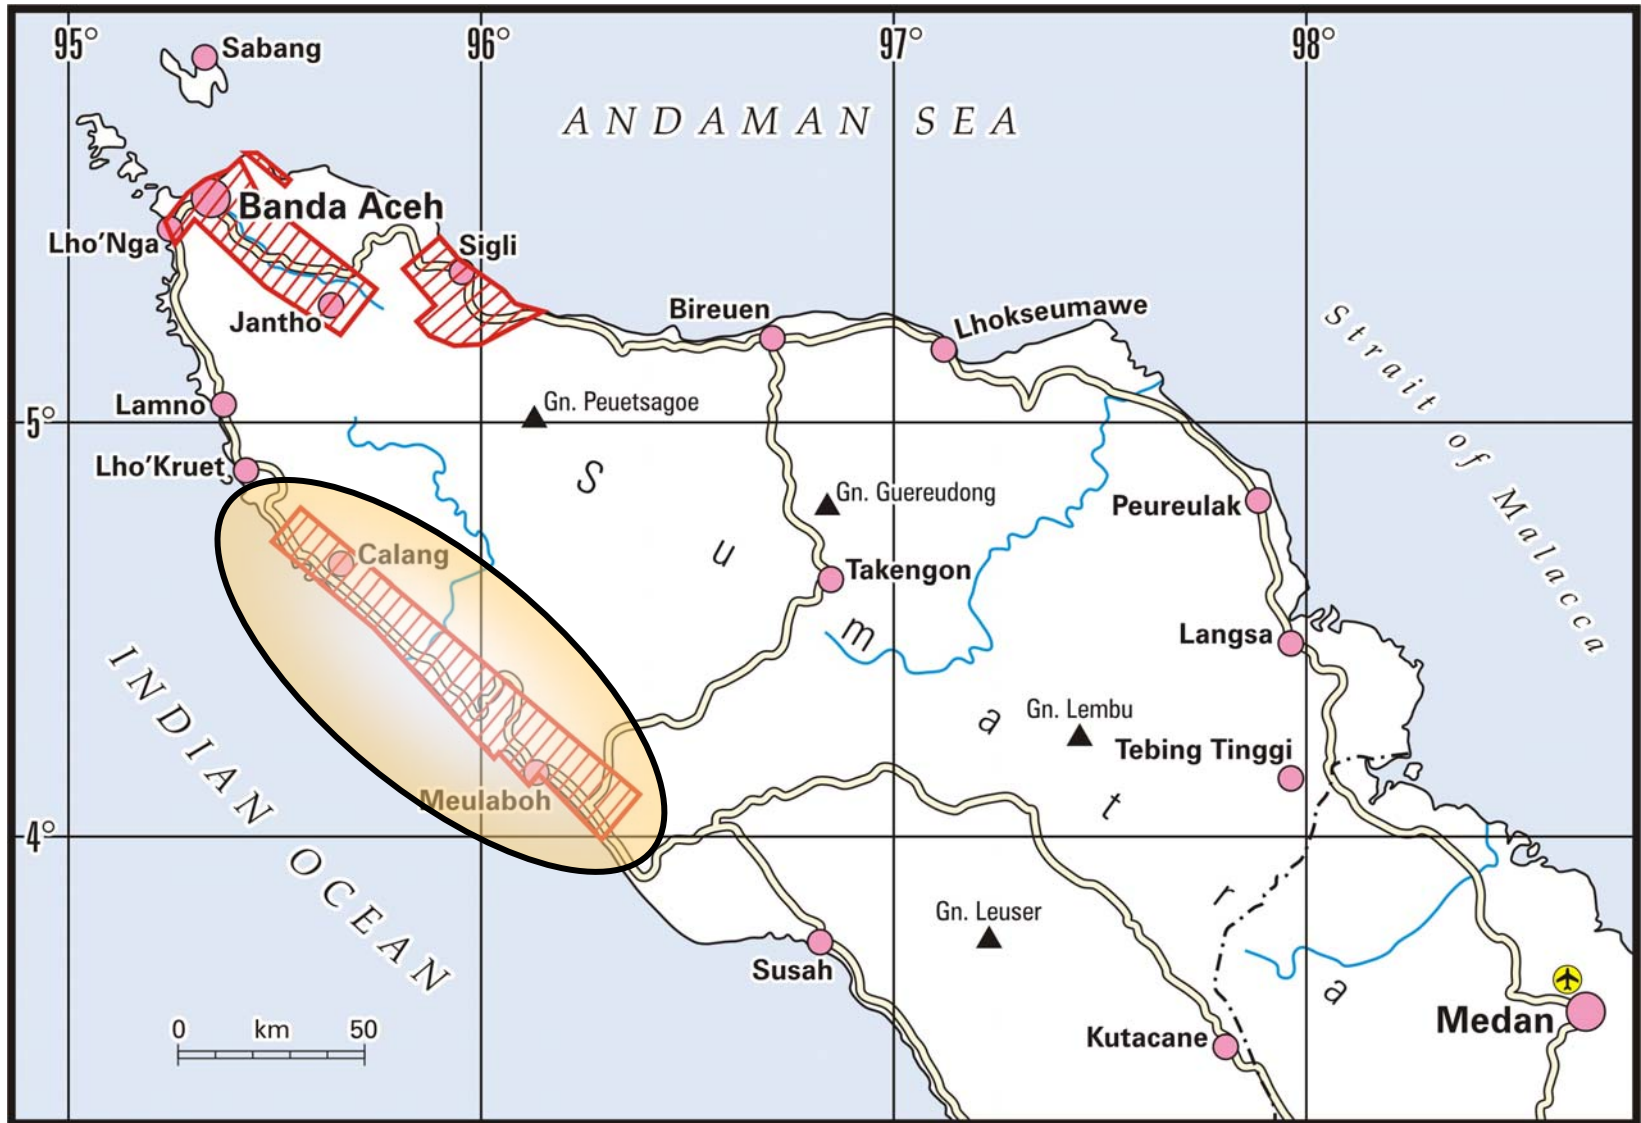 95°
96°
97°
98°
Sabang
ANDAMAN SEA
Banda Aceh
Lho'Nga
Sigli
Jantho
Bireuen
Lhokseumawe
Strait of Malacca
Lamno
Gn. Peuetsagoe
5°
Lho'Kruet
Gn. Guereudong
Peureulak
Calang
Takengon
Langsa
Sumatra
INDIAN OCEAN
Gn. Lembu
Tebing Tinggi
Meulaboh
4°
Gn. Leuser
Susah
Medan
Kutacane
0 km 50